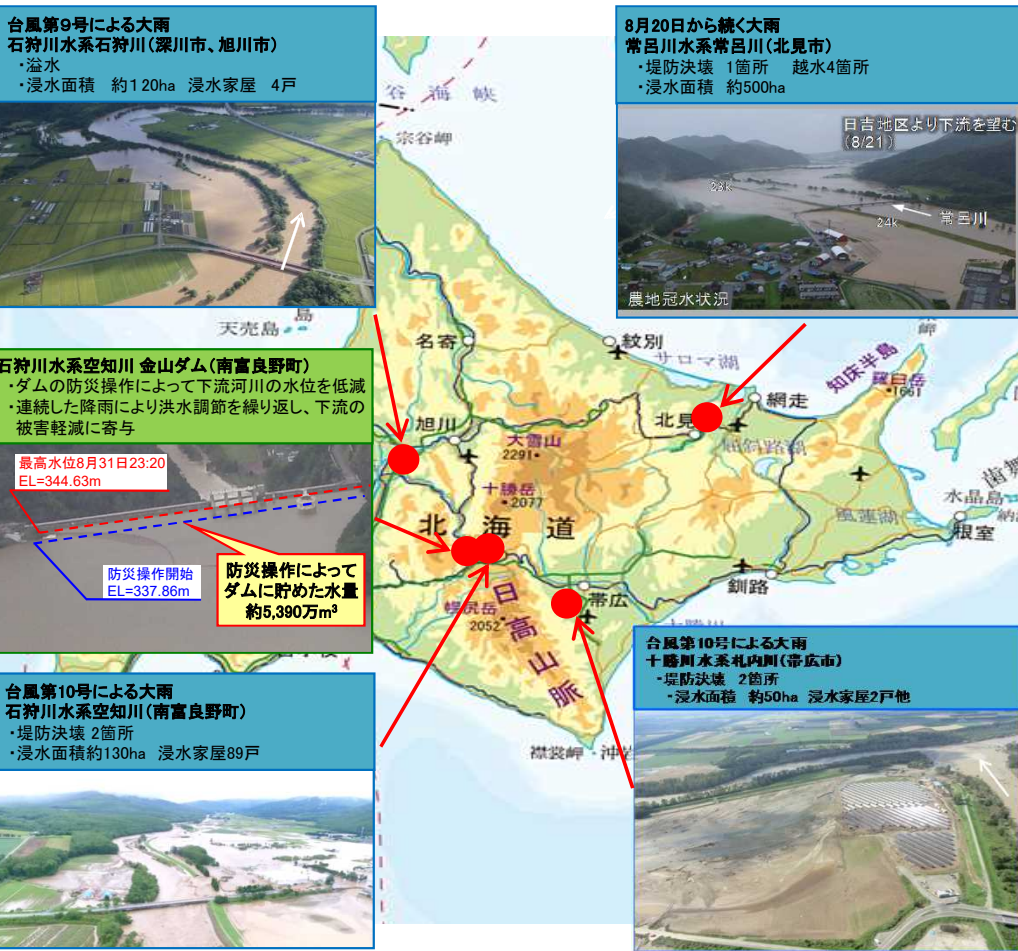 台風第9号による大雨
石狩川水系石狩川(深川市、旭川市)
・溢水
・浸水面積 約120ha 浸水家屋 4戸
8月20日から続く大雨
常呂川水系常呂川(北見市)
・堤防決壊 1箇所 越水4箇所
・浸水面積 約500ha
日吉地区より下流を望む
(8/21)
23k
24k
常呂川
農地冠水状況
谷海峡
宗谷岬
天売島
島
名寄
紋別
サロマ湖
岬
知床半島
羅臼岳
1661
網走
北見
屈斜路湖
旭川
大雪山
2291
十勝岳
2077
北海道
風蓮湖
水晶島
歯舞
根室
釧路
帯広
幌尻岳
2052
日高山脈
十勝川
襟裳岬
沖
石狩川水系空知川 金山ダム(南富良野町)
・ダムの防災操作によって下流河川の水位を低減
・連続した降雨により洪水調節を繰り返し、下流の
被害軽減に寄与
最高水位8月31日23:20
EL=344.63m
防災操作開始
EL=337.86m
防災操作によって
ダムに貯めた水量
約5,390万m³
台風第10号による大雨
石狩川水系空知川(南富良野町)
・堤防決壊 2箇所
・浸水面積約130ha 浸水家屋89戸
台風第10号による大雨
十勝川水系札内川(帯広市)
・堤防決壊 2箇所
・浸水面積 約50ha 浸水家屋2戸他